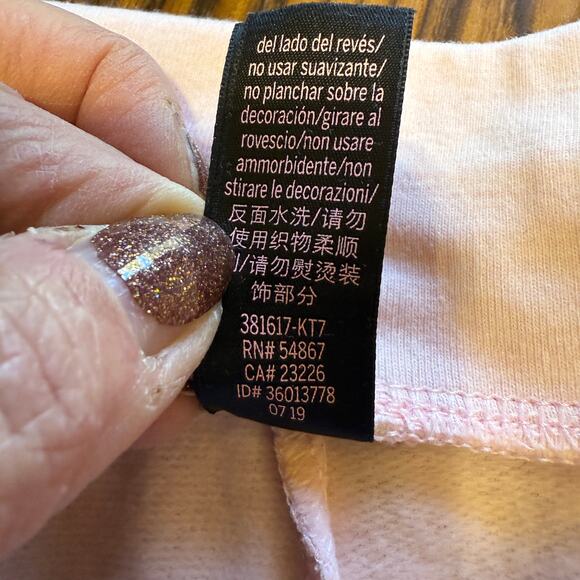 del lado del revés/
no usar suavizante/
no planchar sobre la
decoración/girare al
rovescio/non usare
ammorbidente/non
stirare le decorazioni/
反面水洗/请勿
使用织物柔顺
/请勿熨烫装
饰部分
381617-KT7
RN# 54867
CA# 23226
ID# 36013778
07 19